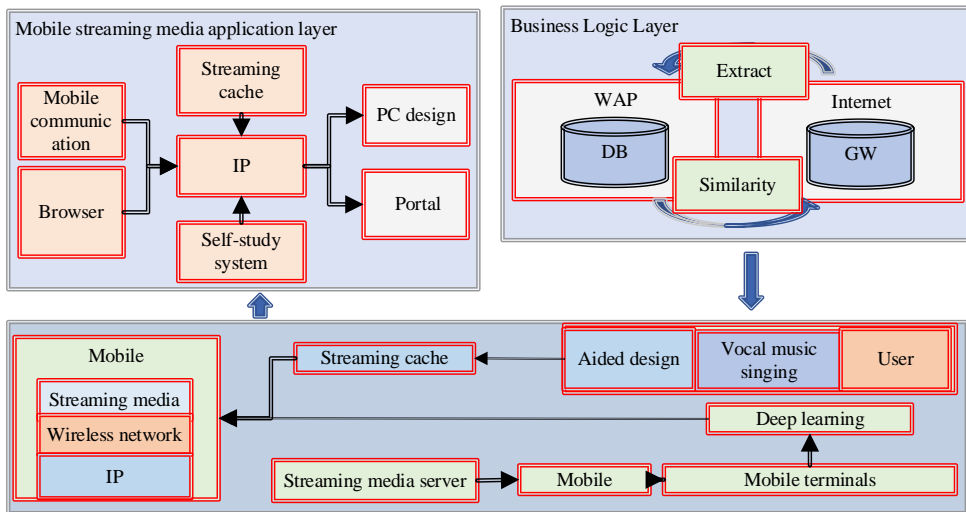 Mobile streaming media application layer
Streaming
cache
Mobile
communic
ation
IP
Browser
Self-study
system
PC design
Portal
Business Logic Layer
Extract
WAP
Internet
DB
GW
Similarity
Mobile
Streaming media
Wireless network
IP
Streaming cache
Aided design
Vocal music
singing
User
Deep learning
Streaming media server
Mobile
Mobile terminals